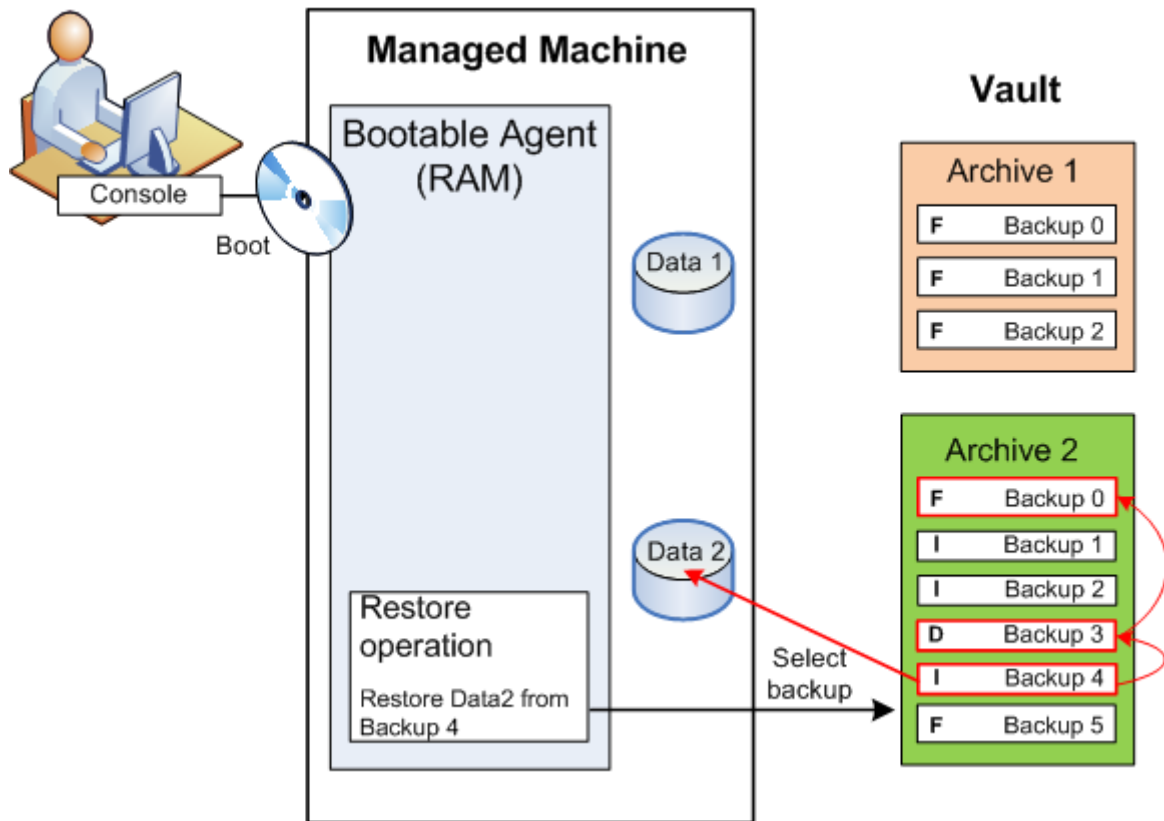 Managed Machine
Console
Boot
Bootable Agent
(RAM)
Data 1
Data 2
Restore
operation
Restore Data2 from
Backup 4
Select
backup
Vault
Archive 1
F Backup 0
F Backup 1
F Backup 2
Archive 2
F Backup 0
I Backup 1
I Backup 2
D Backup 3
I Backup 4
F Backup 5